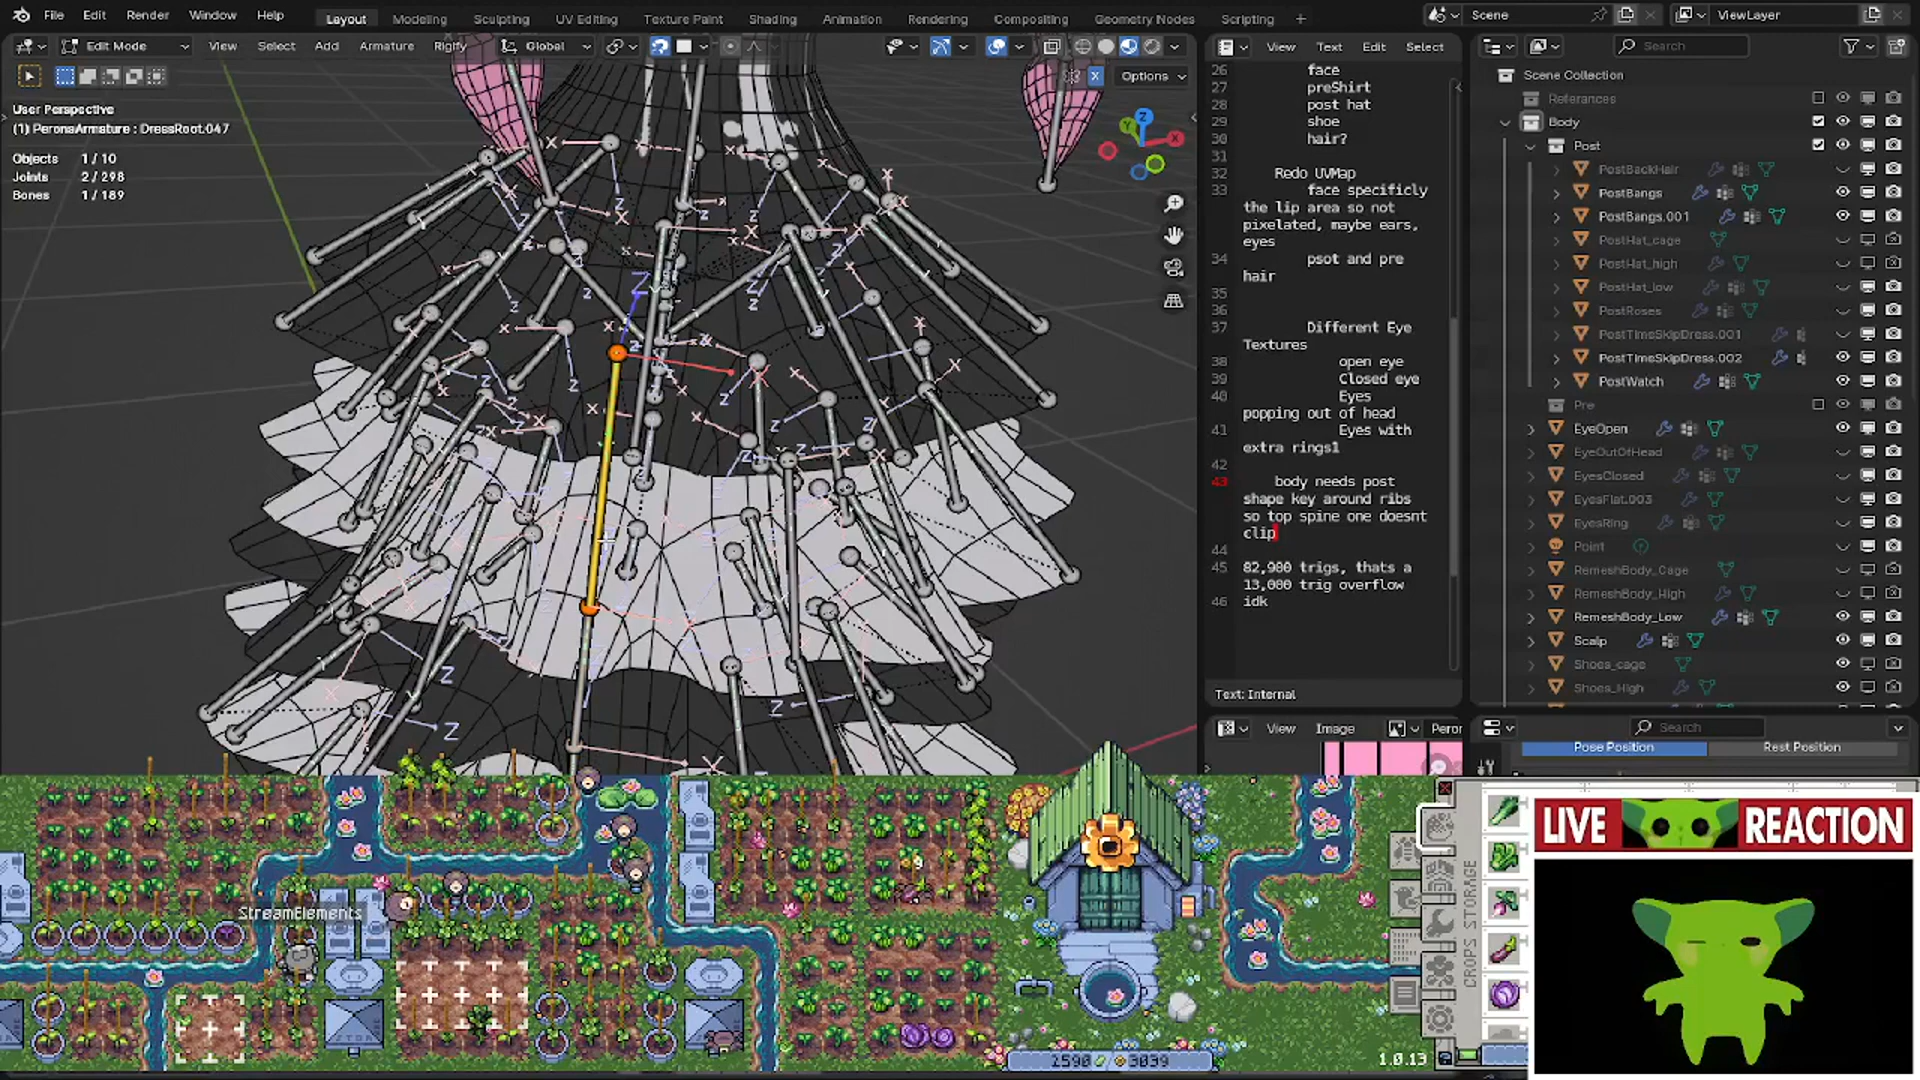 File Edit Render Window Help
Layout Modeling Sculpting UV Editing Texture Paint Shading Animation Rendering Compositing Geometry Nodes Scripting +
Scene
ViewLayer
Edit Mode View Select Add Armature Rigify Global
Options
User Perspective
(1) PeronaArmature : DressRoot.047
Objects 1 / 10
Joints 2 / 298
Bones 1 / 189
View Text Edit Select
26 face
27 preShirt
28 post hat
29 shoe
30 hair?
31
32 Redo UVMap
33 face specificly
the lip area so not
pixelated, maybe ears,
eyes
34 psot and pre
hair
35
36
37 Different Eye
Textures
38 open eye
39 Closed eye
40 Eyes
popping out of head
41 Eyes with
extra rings1
42
43 body needs post
shape key around ribs
so top spine one doesnt
clip
44
45 82,900 trigs, thats a
13,000 trig overflow
46 idk
Text: Internal
View Image Peror
Search
Scene Collection
References
Body
Post
PostBackHair
PostBangs
PostBangs.001
PostHat_cage
PostHat_high
PostHat_low
PostRoses
PostTimeSkipDress.001
PostTimeSkipDress.002
PostWatch
Pre
EyeOpen
EyeOutOfHead
EyesClosed
EyesFlat.003
EyesRing
Point
RemeshBody_Cage
RemeshBody_High
RemeshBody_Low
Scalp
Shoes_cage
Shoes_High
Search
Pose Position Rest Position
StreamElements
CROPS STORAGE
LIVE REACTION
2590 / 3039
1.0.13